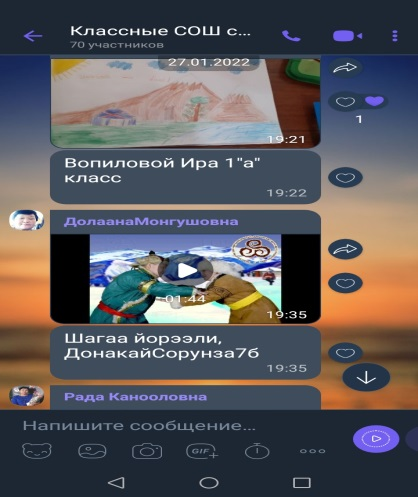 Классные СОШ с...
70 участников
27.01.2022
19:21
Вопиловой Ира 1"а"
класс
19:22
ДолаанаМонгушовна
01:44
19:35
Шагаа йорээли,
ДонакайСорунза7б
19:35
Рада Канооловна
Напишите сообщение...
GIF+
1